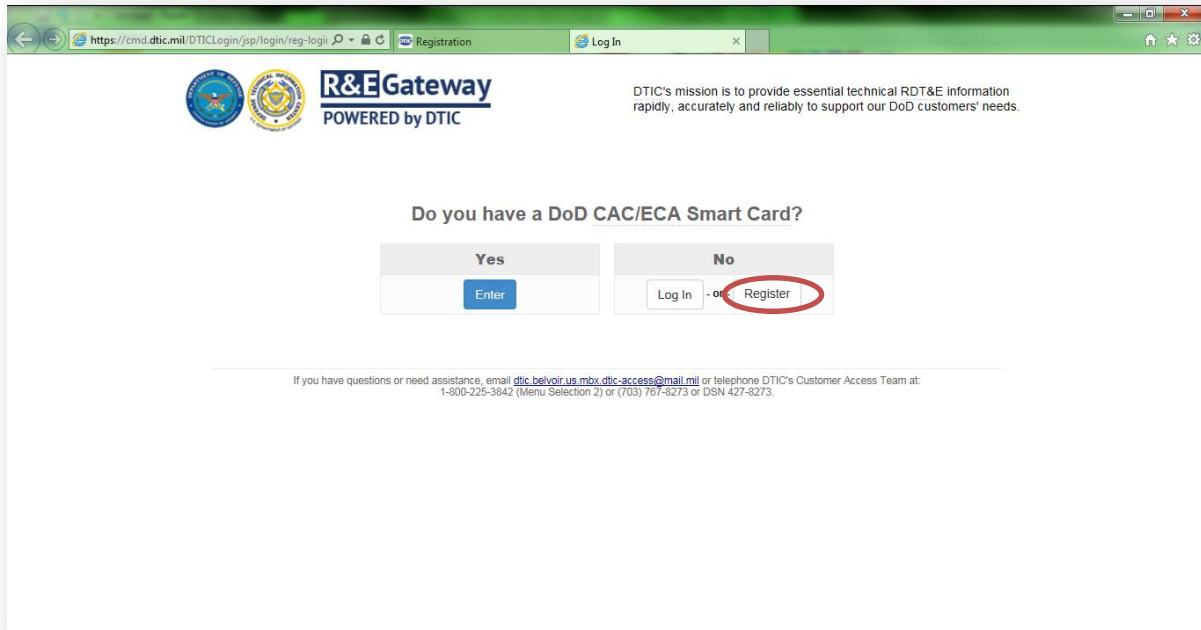 https://cmd.dtic.mil/DTICLogin/jsp/login/reg-logi
Registration
Log In
R&E Gateway
POWERED by DTIC
DTIC's mission is to provide essential technical RDT&E information
rapidly, accurately and reliably to support our DoD customers' needs.
Do you have a DoD CAC/ECA Smart Card?
Yes
No
Enter
Log In - or - Register
If you have questions or need assistance, email dtic.belvoir.us.mbx.dtic-access@mail.mil or telephone DTIC's Customer Access Team at:
1-800-225-3842 (Menu Selection 2) or (703) 767-8273 or DSN 427-8273.